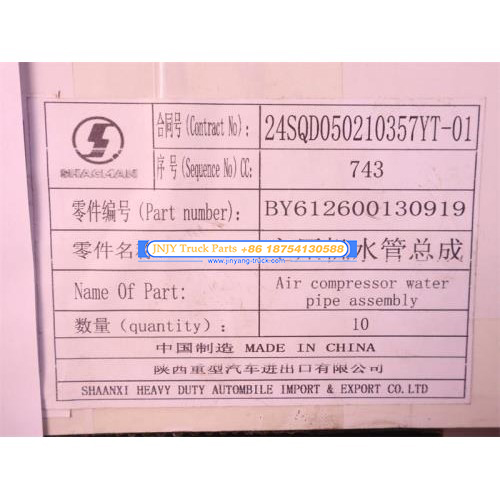 合同号(Contract No): 24SQD050210357YT-01
SHACMAN
序号(Sequence No)CC: 743
零件编号(Part number): BY612600130919
零件名 水管总成
JNJY Truck Parts +86 18754130588
www.jinyang-truck.com
Name Of Part: Air compressor water pipe assembly
数量(quantity): 10
中国制造 MADE IN CHINA
陕西重型汽车进出口有限公司
SHAANXI HEAVY DUTY AUTOMBILE IMPORT & EXPORT CO.LTD